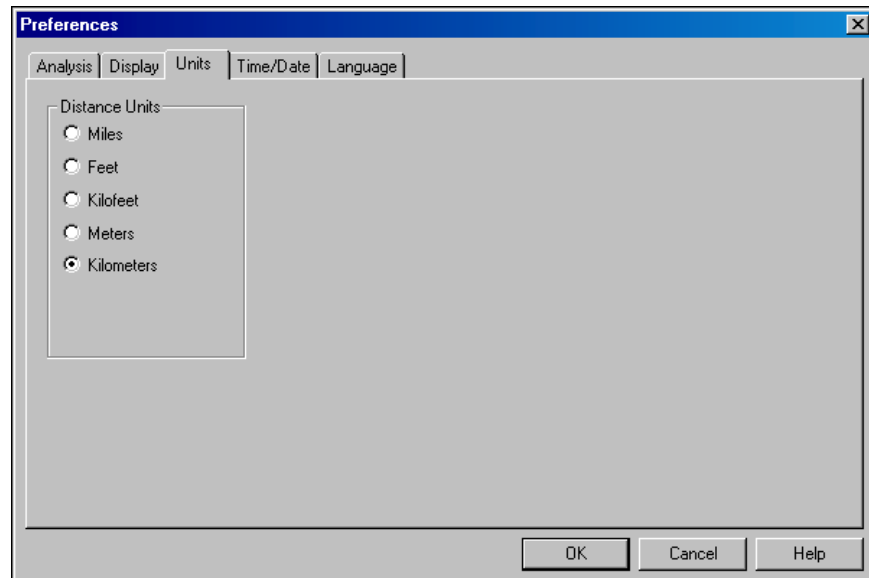 Preferences
Analysis Display Units Time/Date Language
Distance Units
Miles
Feet
Kilofeet
Meters
Kilometers
OK Cancel Help